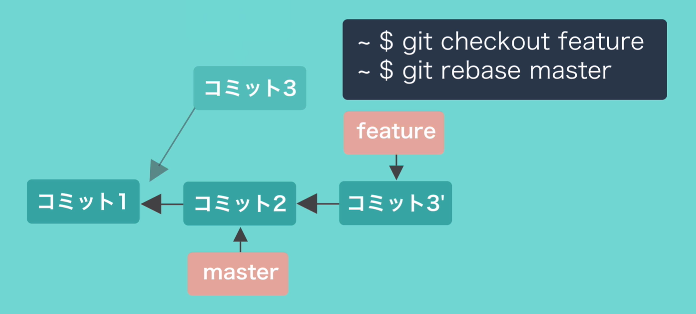 ~ $ git checkout feature
~ $ git rebase master
コミット3
feature
コミット1
コミット2
コミット3'
master